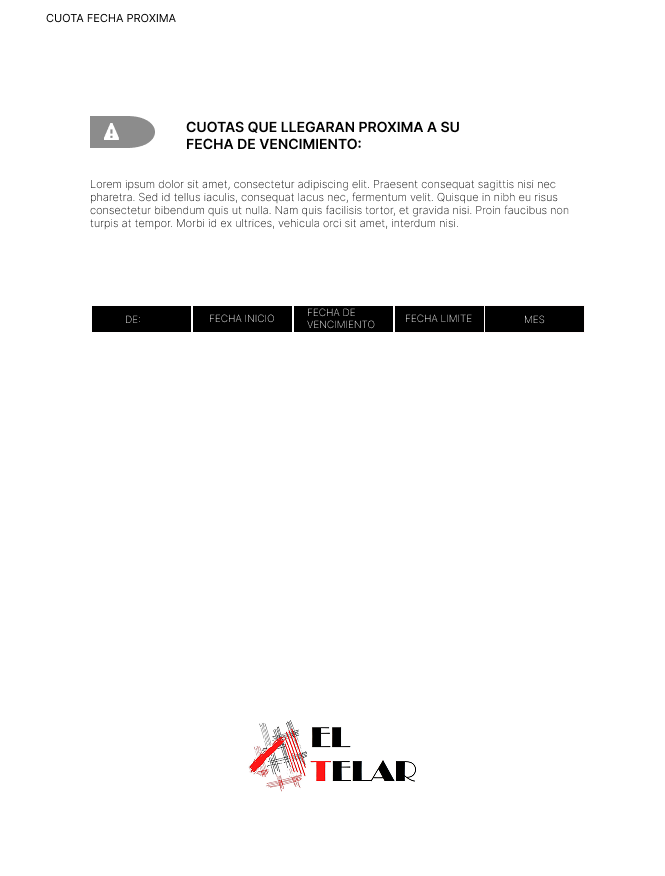 CUOTA FECHA PROXIMA
CUOTAS QUE LLEGARAN PROXIMA A SU
FECHA DE VENCIMIENTO:
Lorem ipsum dolor sit amet, consectetur adipiscing elit. Praesent consequat sagittis nisi nec
pharetra. Sed id tellus iaculis, consequat lacus nec, fermentum velit. Quisque in nibh eu risus
consectetur bibendum quis ut nulla. Nam quis facilisis tortor, et gravida nisi. Proin faucibus non
turpis at tempor. Morbi id ex ultrices, vehicula orci sit amet, interdum nisi.
DE:
FECHA INICIO
FECHA DE
VENCIMIENTO
FECHA LIMITE
MES
EL
TELAR